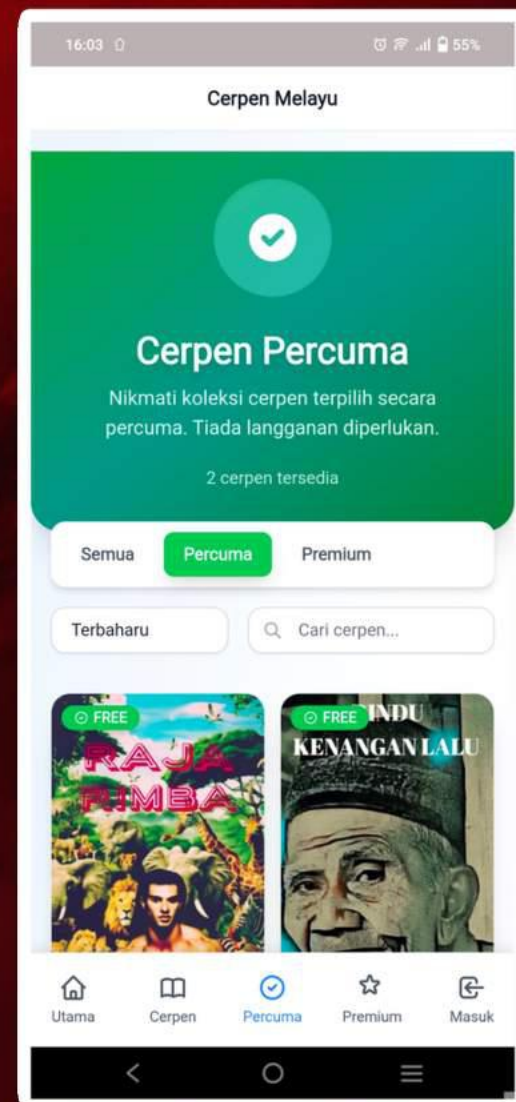 16:03
55%
Cerpen Melayu
Cerpen Percuma
Nikmati koleksi cerpen terpilih secara
percuma. Tiada langganan diperlukan.
2 cerpen tersedia
Semua Percuma Premium
Terbaharu Cari cerpen...
FREE
RAJA
RIMBA
FREE
INDU
KENANGAN LALU
Utama Cerpen Percuma Premium Masuk